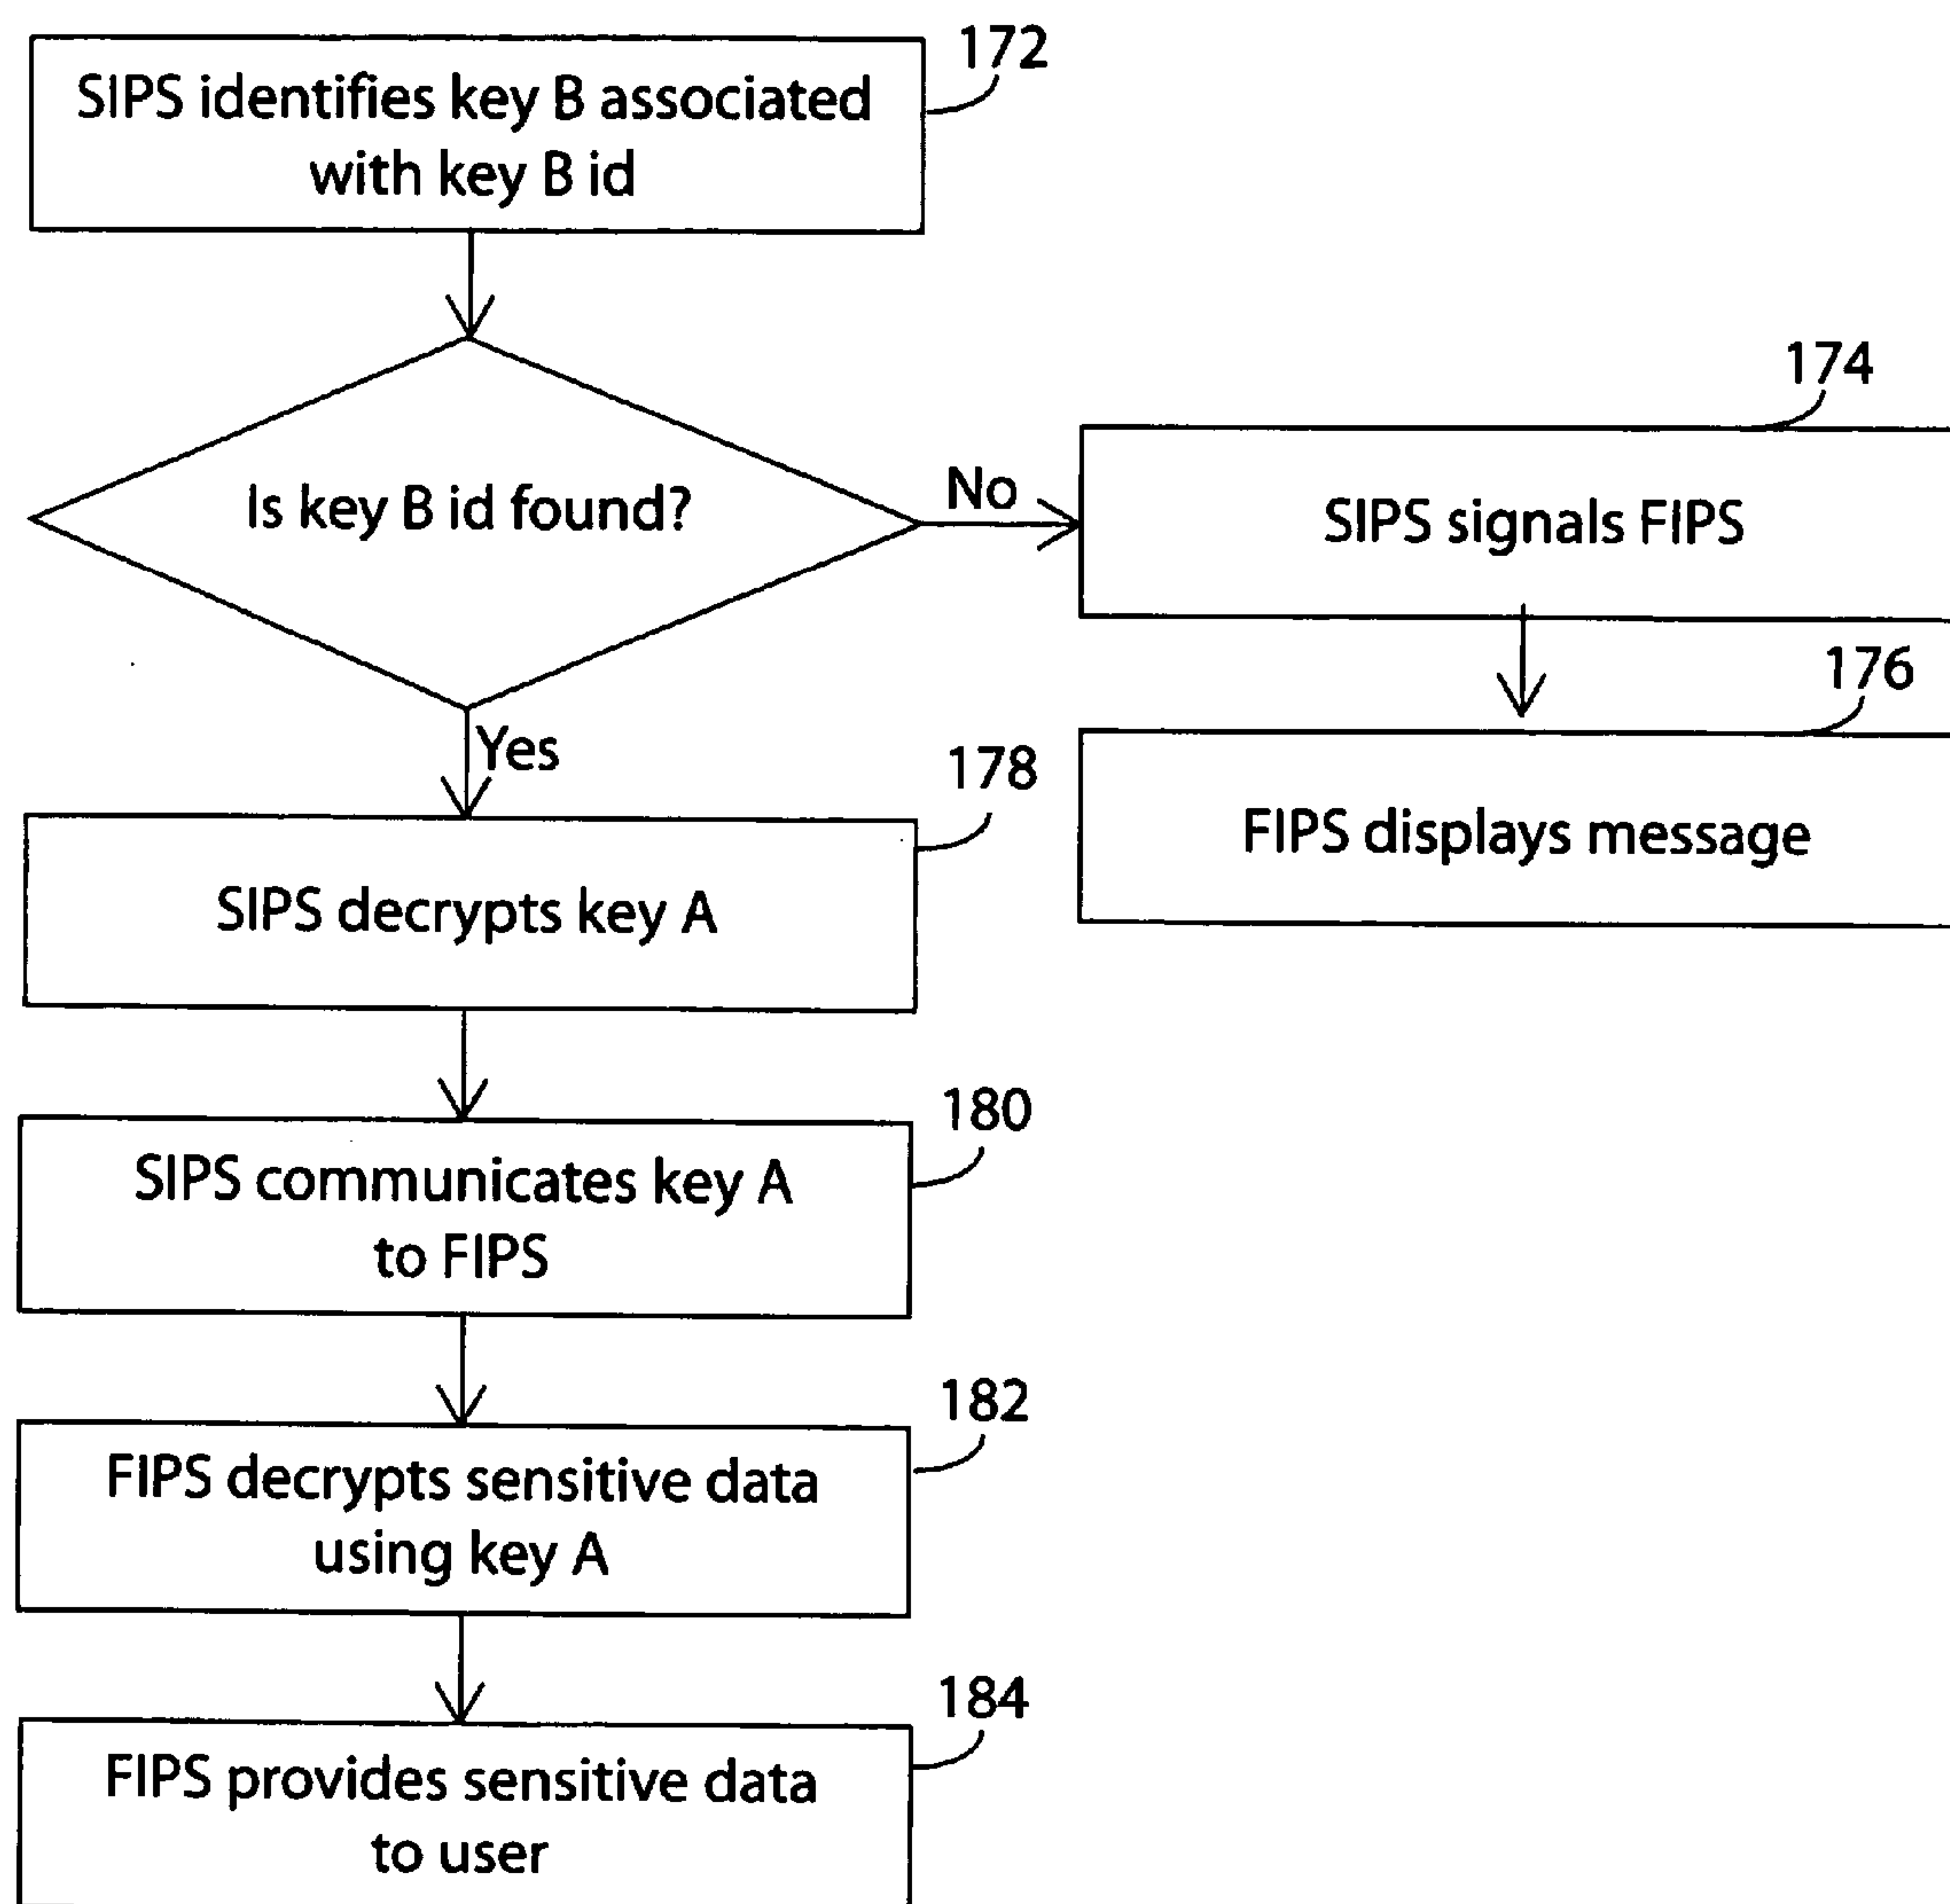 172
SIPS identifies key B associated
with key B id
Is key B id found?
No
174
SIPS signals FIPS
176
FIPS displays message
Yes
178
SIPS decrypts key A
180
SIPS communicates key A
to FIPS
182
FIPS decrypts sensitive data
using key A
184
FIPS provides sensitive data
to user